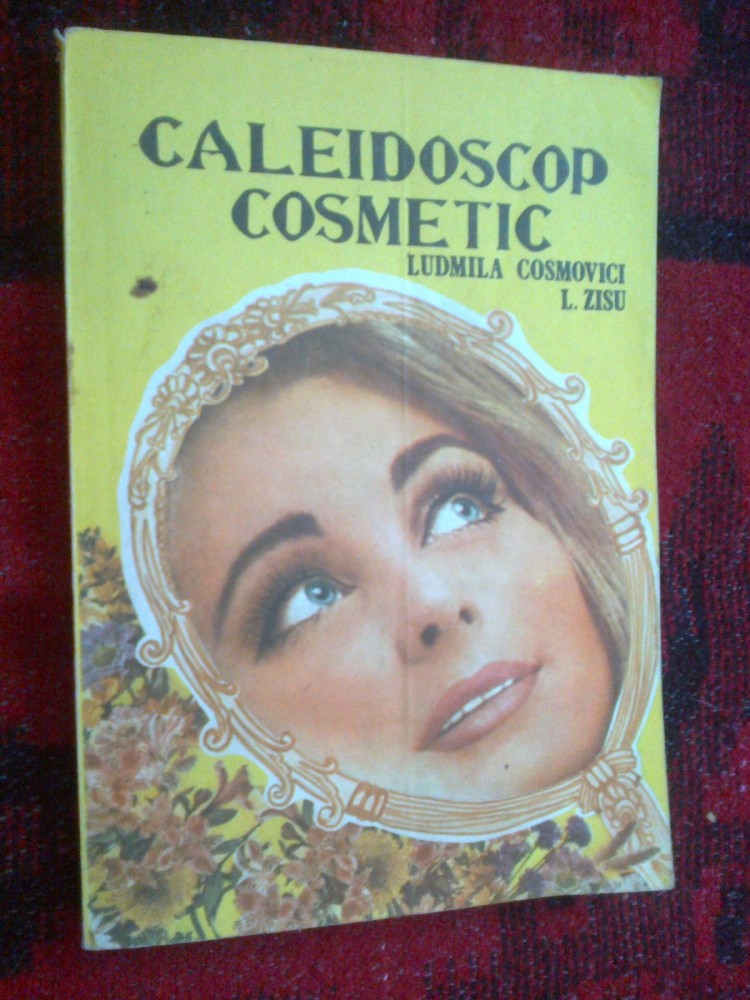 CALEIDOSCOP
COSMETIC
LUDMILA COSMOVICI
L. ZISU